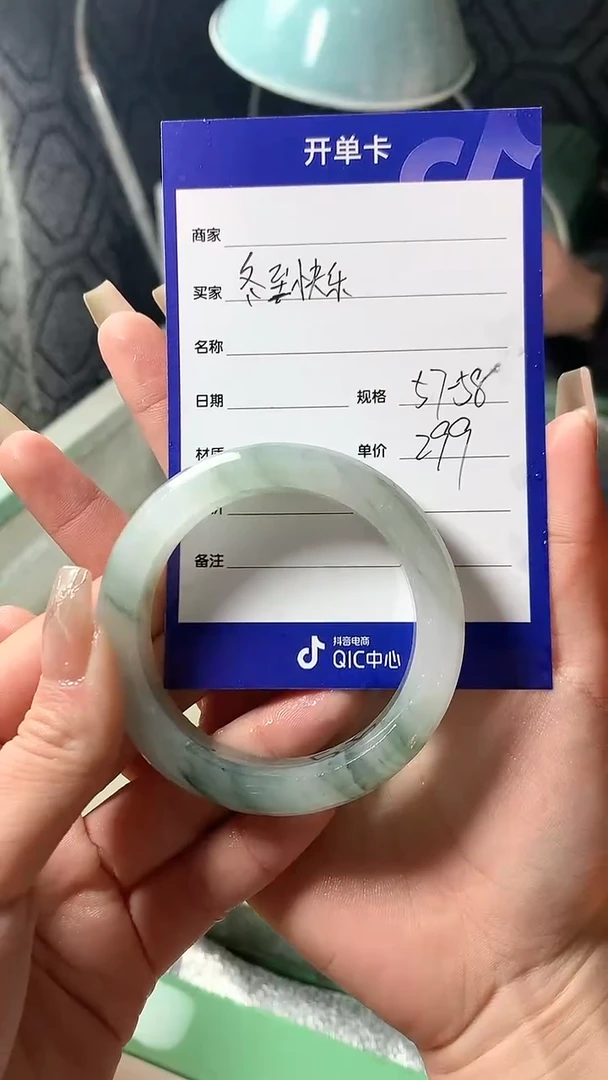 开单卡
商家
买家 冬至快乐
名称
日期 规格 57-58
单价 299
备注
抖音电商
QIC中心